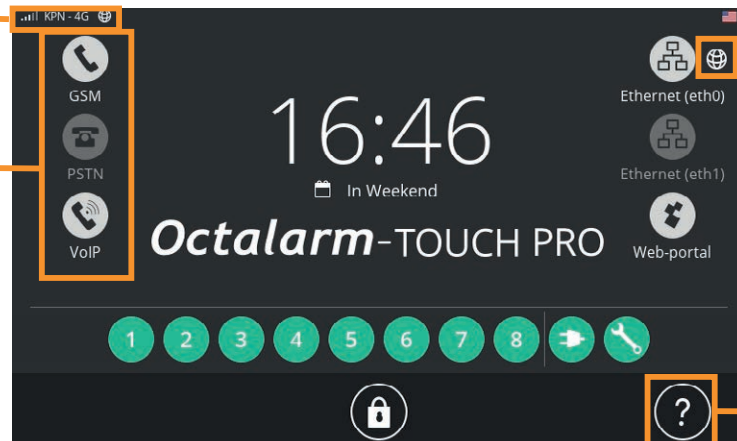 KPN - 4G
GSM
PSTN
VoIP
16:46
In Weekend
Octalarm-TOUCH PRO
Ethernet (eth0)
Ethernet (eth1)
Web-portal
1 2 3 4 5 6 7 8
?